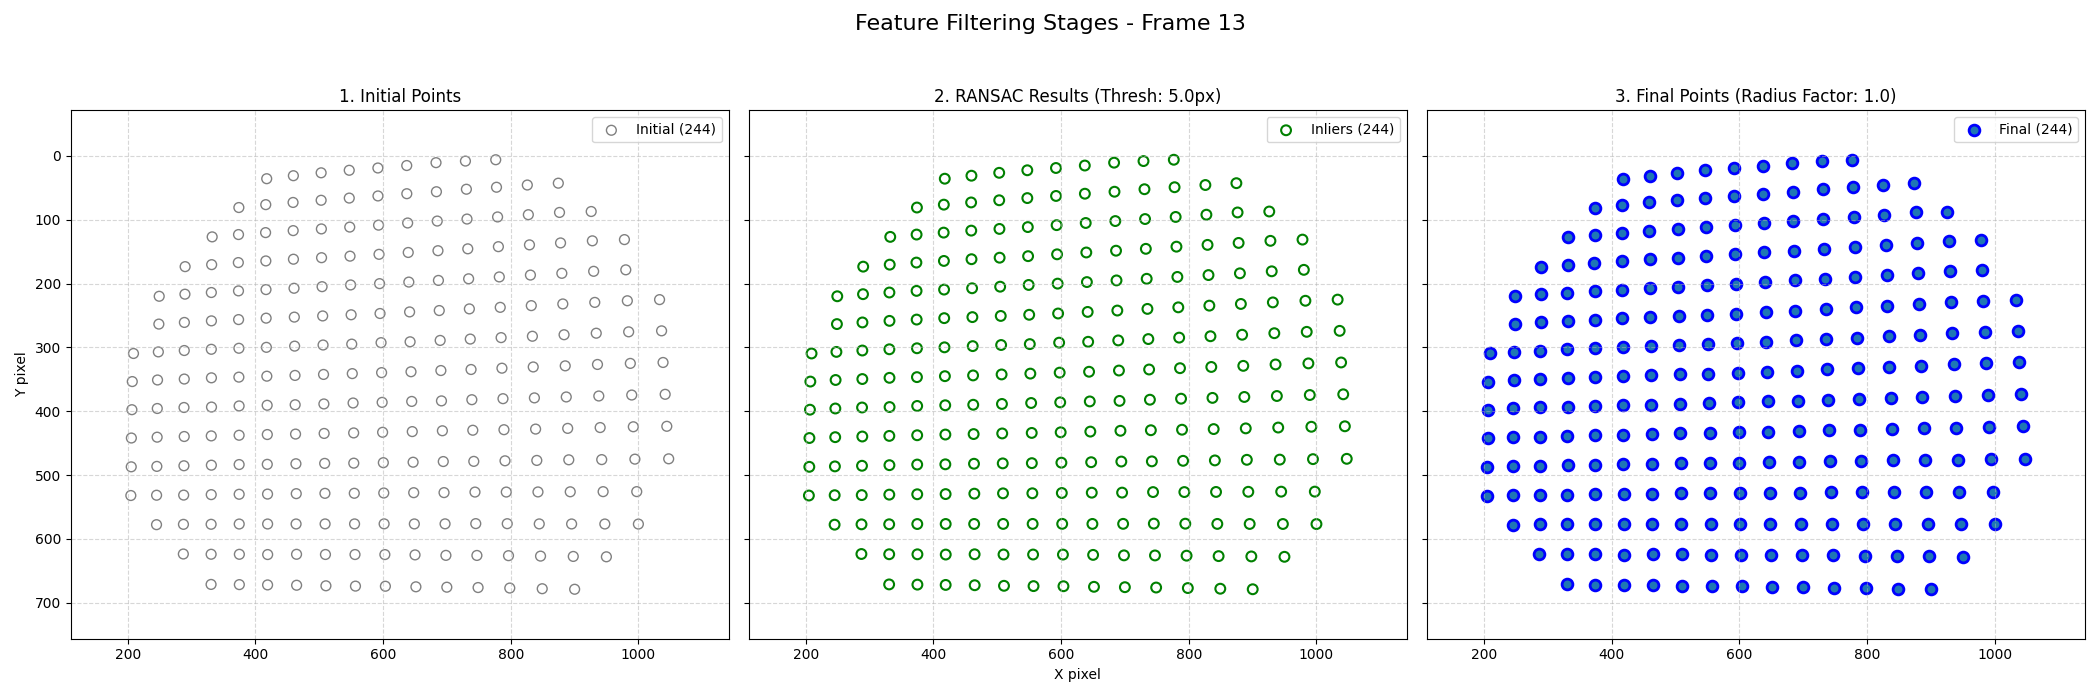 Feature Filtering Stages - Frame 13
1. Initial Points
Initial (244)
Y pixel
0
100
200
300
400
500
600
700
200 400 600 800 1000
2. RANSAC Results (Thresh: 5.0px)
Inliers (244)
200 400 600 800 1000
X pixel
3. Final Points (Radius Factor: 1.0)
Final (244)
200 400 600 800 1000